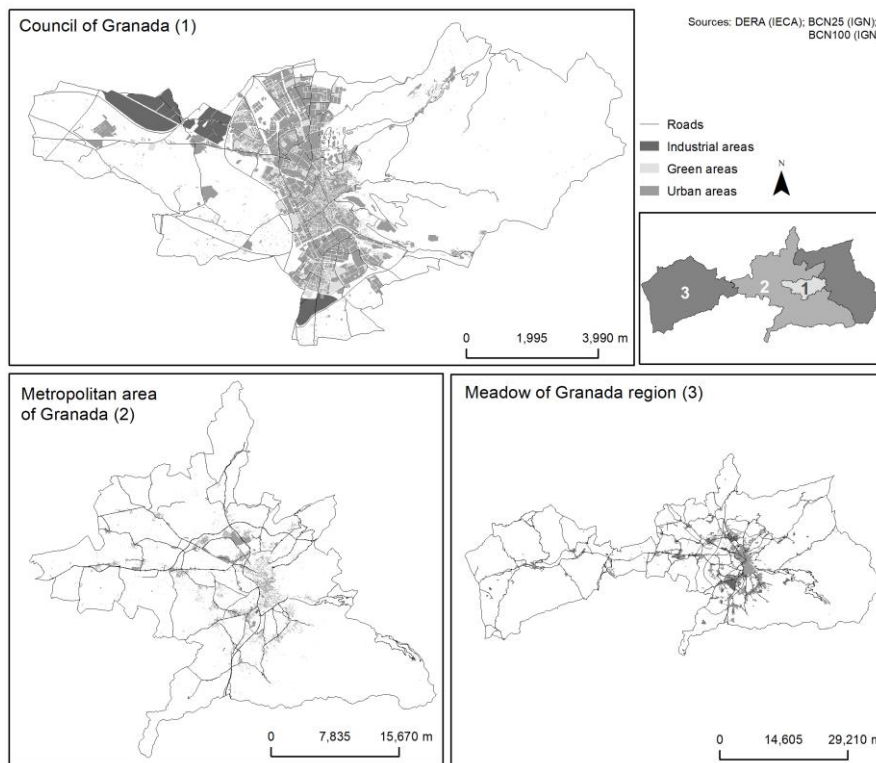 Council of Granada (1)
Sources: DERA (IECA); BCN25 (IGN);
BCN100 (IGN
Roads
Industrial areas
Green areas
Urban areas
N
0 1,995 3,990 m
3 2 1
Metropolitan area
of Granada (2)
0 7,835 15,670 m
Meadow of Granada region (3)
0 14,605 29,210 m